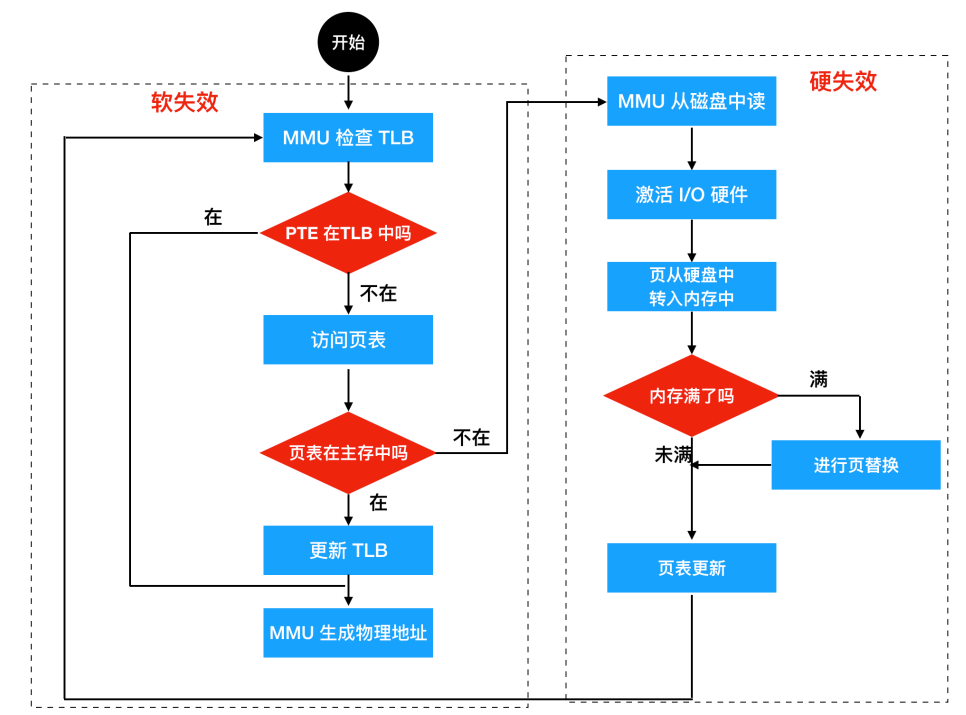 开始
软失效
MMU 检查 TLB
PTE 在TLB 中吗
在
不在
访问页表
页表在主存中吗
不在
在
更新 TLB
MMU 生成物理地址
硬失效
MMU 从磁盘中读
激活 I/O 硬件
页从硬盘中
转入内存中
内存满了吗
满
未满
进行页替换
页表更新